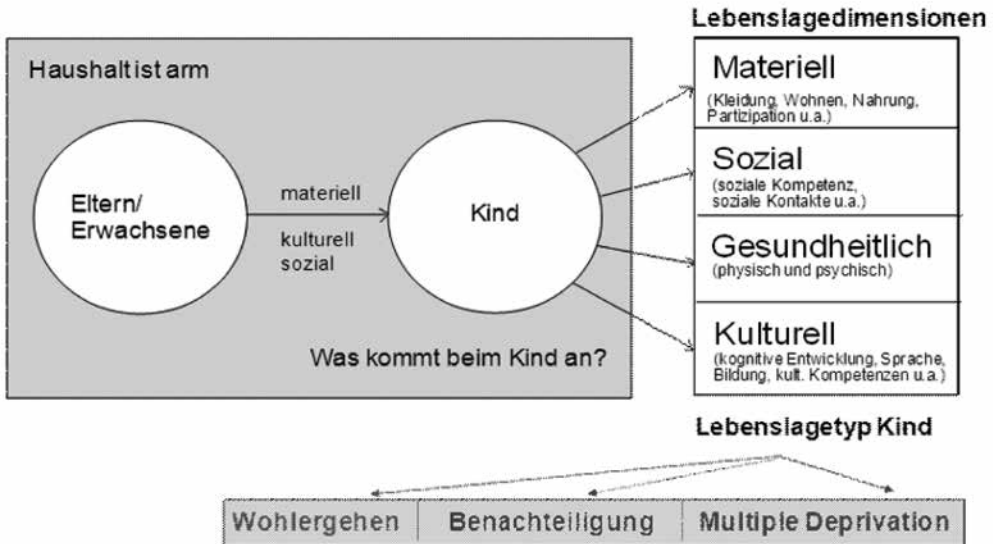 Lebenslagedimensionen
Haushalt ist arm
Eltern/
Erwachsene
materiell
kulturell
sozial
Kind
Was kommt beim Kind an?
Materiell
(Kleidung, Wohnen, Nahrung,
Partizipation u.a.)
Sozial
(soziale Kompetenz,
soziale Kontakte u.a.)
Gesundheitlich
(physisch und psychisch)
Kulturell
(kognitive Entwicklung, Sprache,
Bildung, kult. Kompetenzen u.a.)
Lebenslagetyp Kind
Wohlergehen
Benachteiligung
Multiple Deprivation